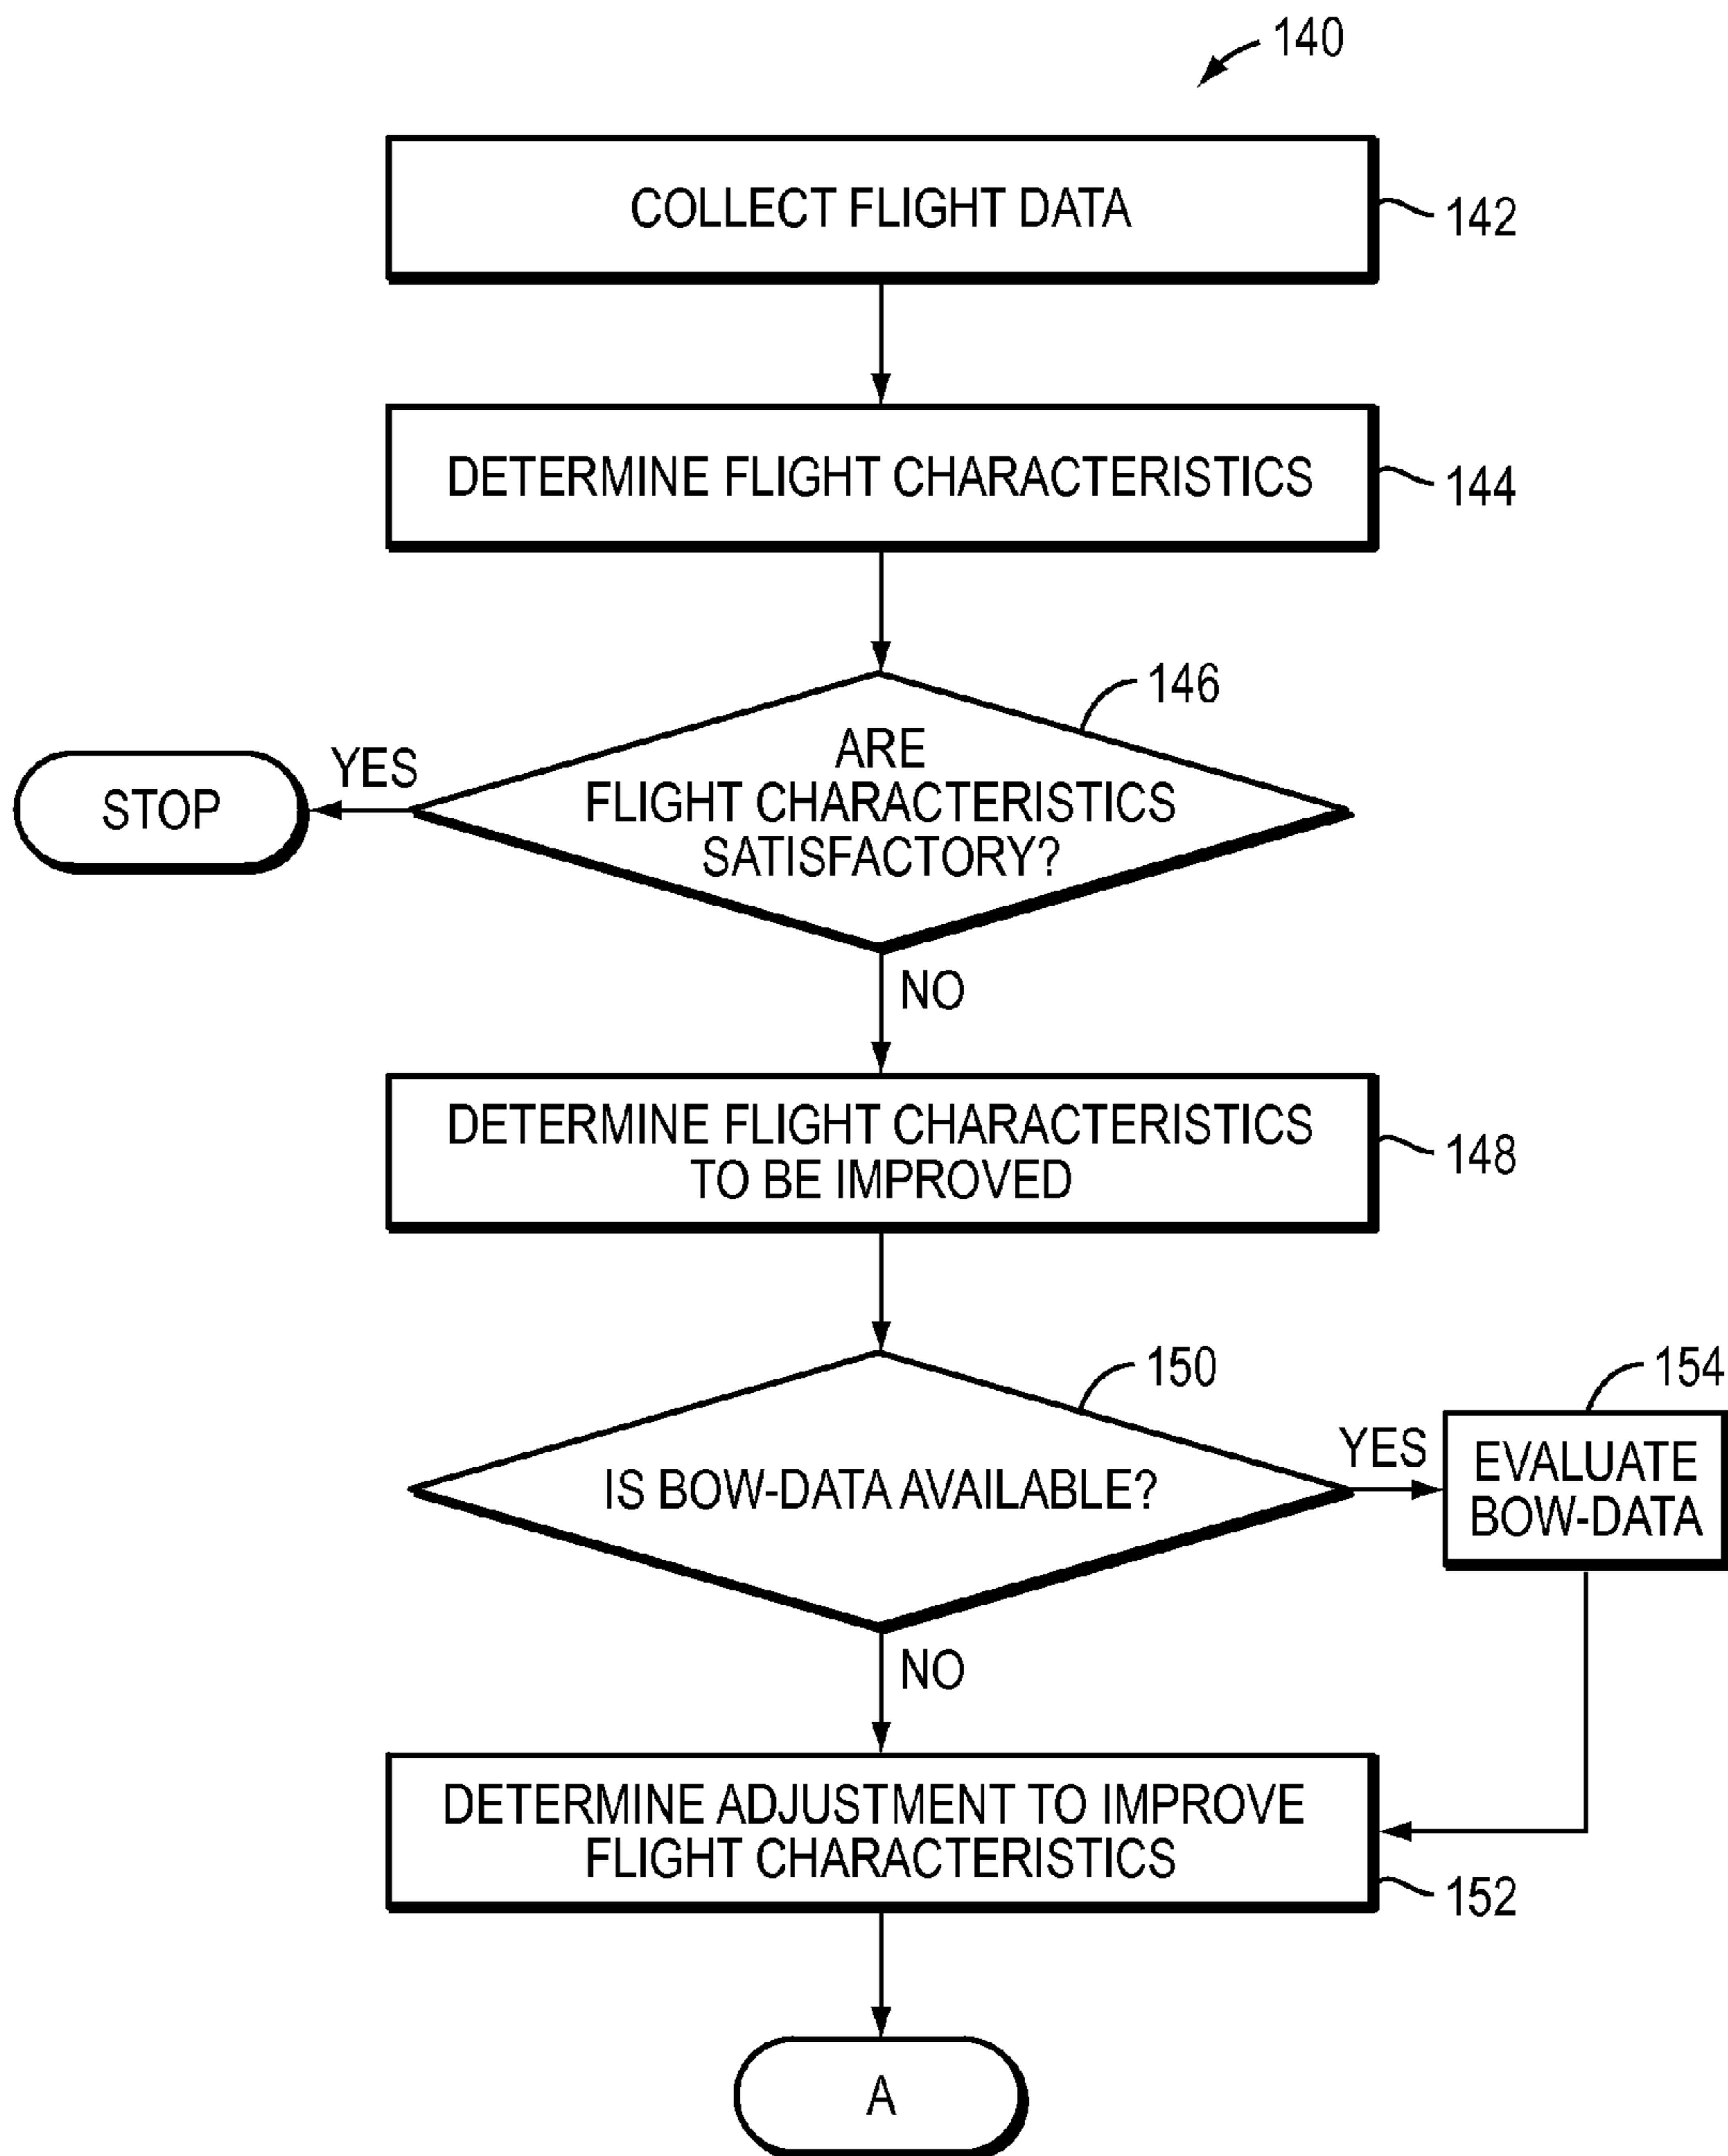 140
COLLECT FLIGHT DATA
142
DETERMINE FLIGHT CHARACTERISTICS
144
146
ARE
FLIGHT CHARACTERISTICS
SATISFACTORY?
YES
STOP
NO
DETERMINE FLIGHT CHARACTERISTICS
TO BE IMPROVED
148
150
IS BOW-DATA AVAILABLE?
YES
154
EVALUATE
BOW-DATA
NO
DETERMINE ADJUSTMENT TO IMPROVE
FLIGHT CHARACTERISTICS
152
A